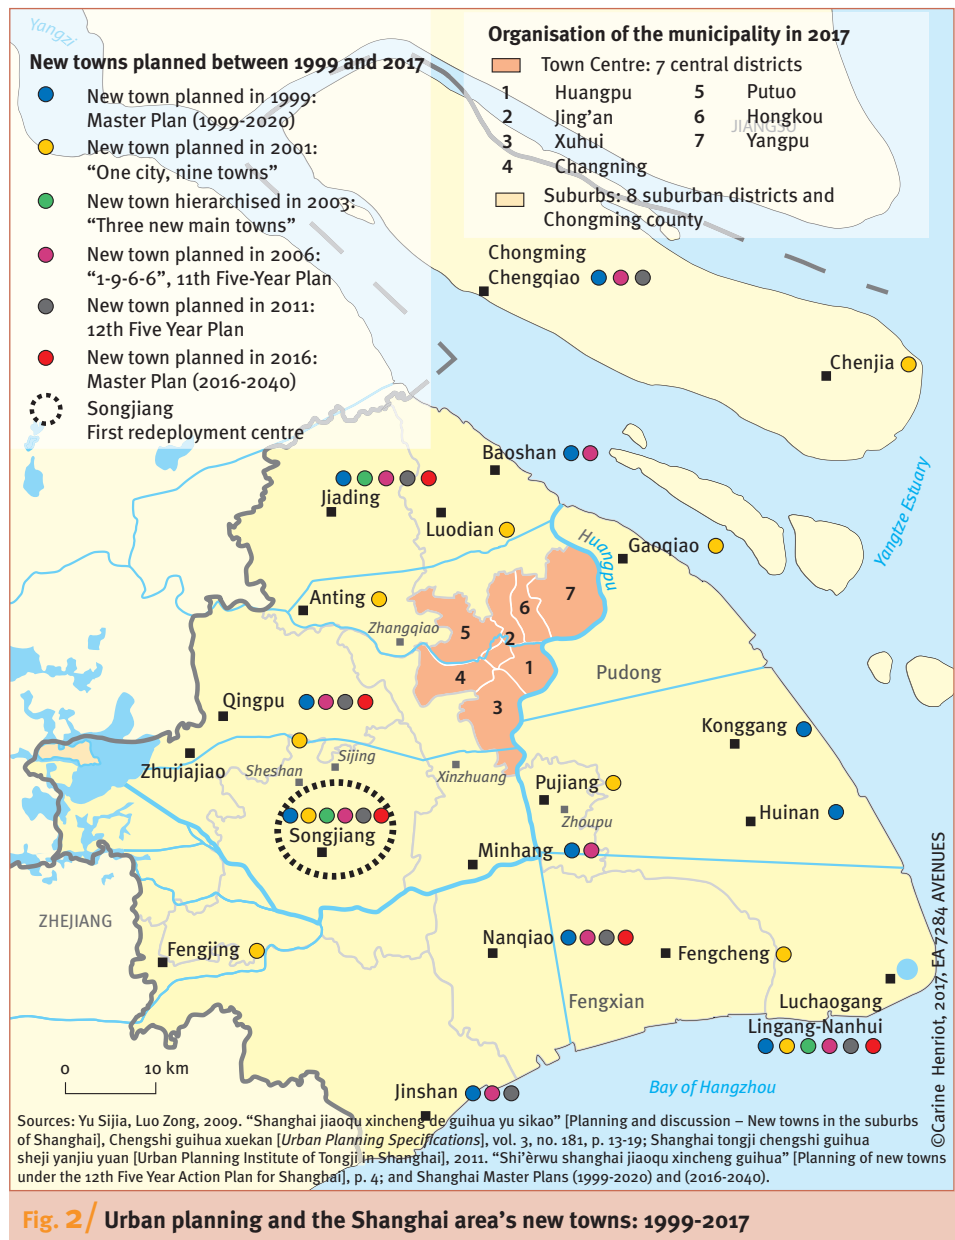 Yangzi
New towns planned between 1999 and 2017
New town planned in 1999:
Master Plan (1999-2020)
New town planned in 2001:
“One city, nine towns”
New town hierarchised in 2003:
“Three new main towns”
New town planned in 2006:
“1-9-6-6”, 11th Five-Year Plan
New town planned in 2011:
12th Five Year Plan
New town planned in 2016:
Master Plan (2016-2040)
Songjiang
First redeployment centre
Organisation of the municipality in 2017
Town Centre: 7 central districts
1 Huangpu
2 Jing’an
3 Xuhui
4 Changning
5 Putuo
6 Hongkou
7 Yangpu
JIANGSU
Suburbs: 8 suburban districts and
Chongming county
Chongming
Chengqiao
Chenjia
Baoshan
Jiading
Luodian
Huangpu
Gaoqiao
Yangtze Estuary
Anting
Zhangqiao
7
6
5
2
1
4
3
Pudong
Qingpu
Konggang
Zhujiajiao
Sheshan
Sijing
Xinzhuang
Pujiang
Zhoupu
Huinan
Songjiang
Minhang
ZHEJIANG
Fengjing
Nanqiao
Fengcheng
Fengxian
Luchaogang
Lingang-Nanhui
0 10 km
Jinshan
Bay of Hangzhou
©Carine Henriot, 2017, EA 7284 AVENUES
Sources: Yu Sijia, Luo Zong, 2009. “Shanghai jiaoqu xincheng de guihua yu sikao” [Planning and discussion – New towns in the suburbs
of Shanghai], Chengshi guihua xuekan [Urban Planning Specifications], vol. 3, no. 181, p. 13-19; Shanghai tongji chengshi guihua
sheji yanjiu yuan [Urban Planning Institute of Tongji in Shanghai], 2011. “Shi’èrwu shanghai jiaoqu xincheng guihua” [Planning of new towns
under the 12th Five Year Action Plan for Shanghai], p. 4; and Shanghai Master Plans (1999-2020) and (2016-2040).
Fig. 2/ Urban planning and the Shanghai area’s new towns: 1999-2017